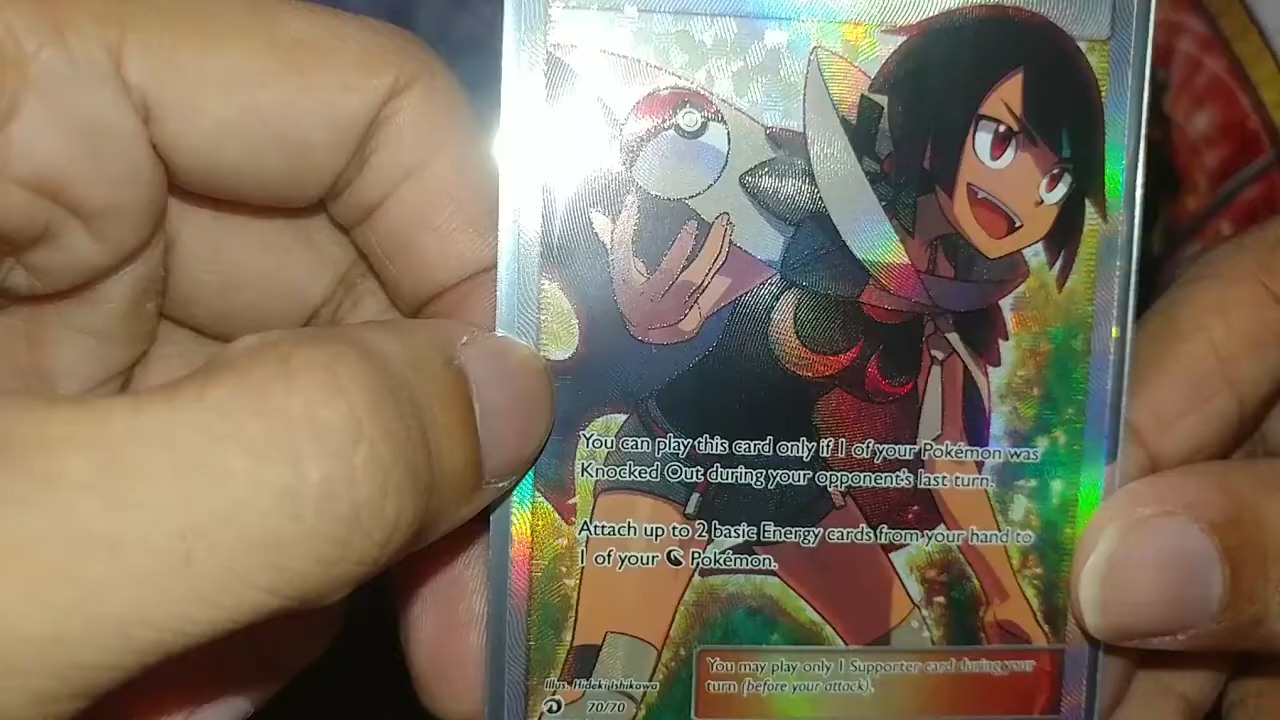 You can play this card only if 1 of your Pokémon was
Knocked Out during your opponent's last turn.
Attach up to 2 basic Energy cards from your hand to
1 of your Pokémon.
You may play only 1 Supporter card during your
turn (before your attack).
Illus. Hideki Ishikawa
70/70